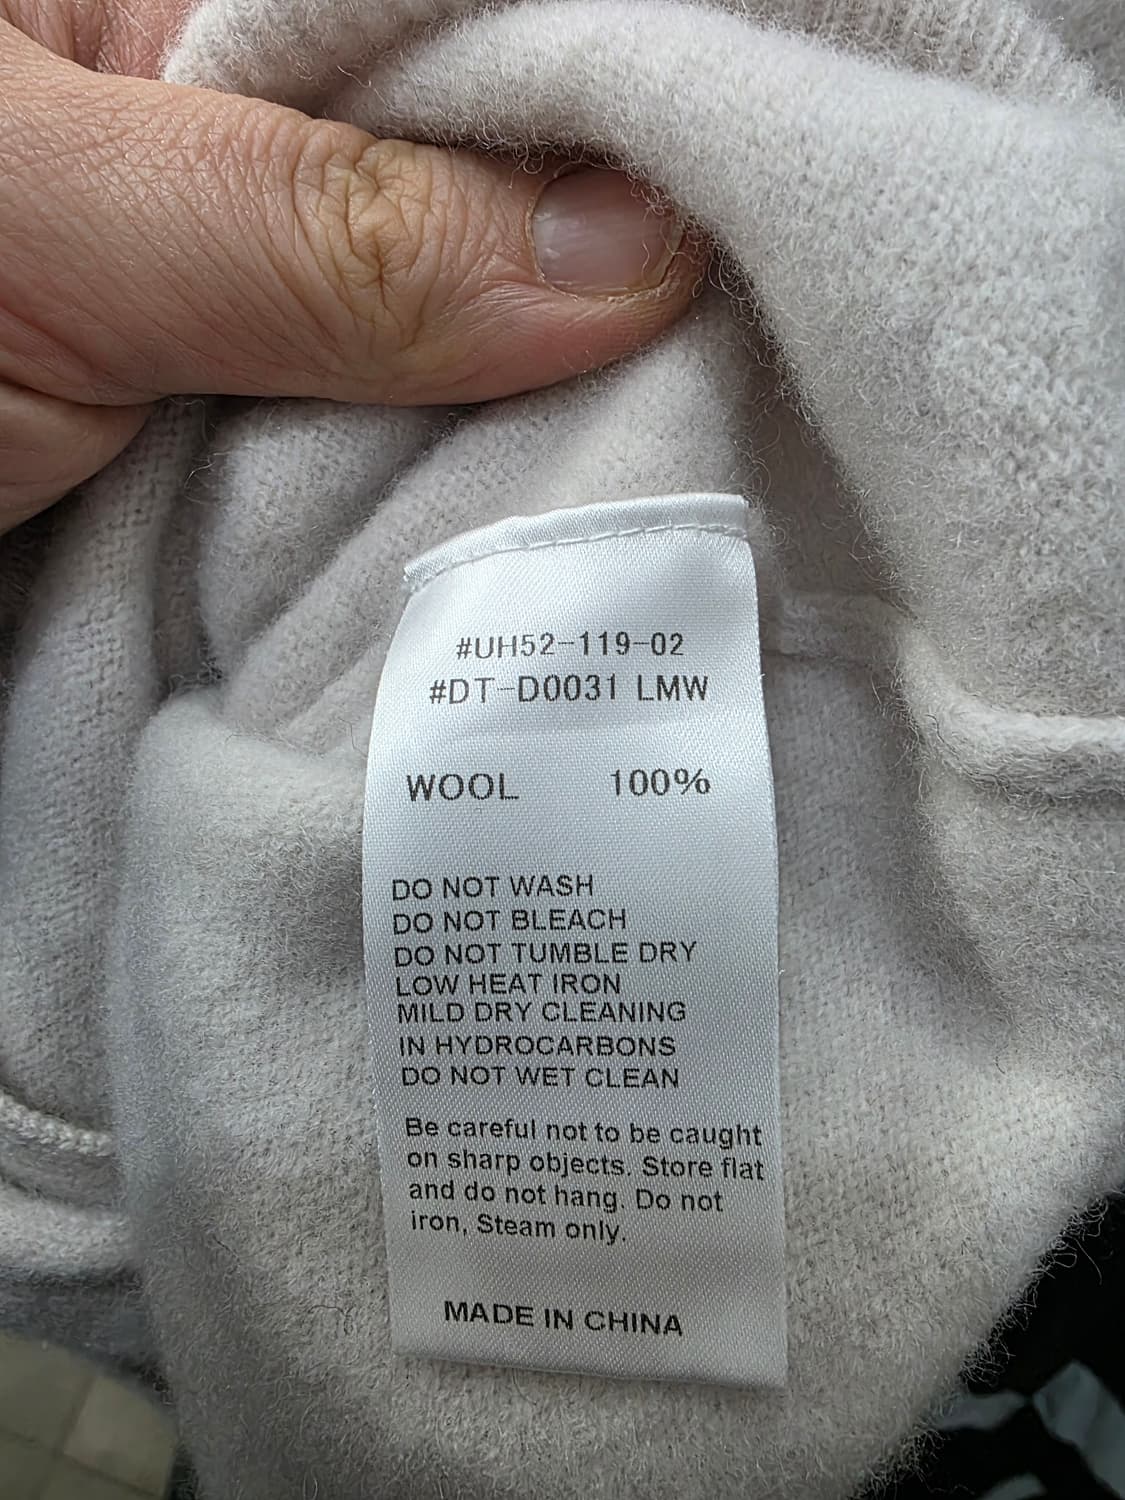 #UH52-119-02
#DT-D0031 LMW
WOOL 100%
DO NOT WASH
DO NOT BLEACH
DO NOT TUMBLE DRY
LOW HEAT IRON
MILD DRY CLEANING
IN HYDROCARBONS
DO NOT WET CLEAN
Be careful not to be caught
on sharp objects. Store flat
and do not hang. Do not
iron, Steam only.
MADE IN CHINA